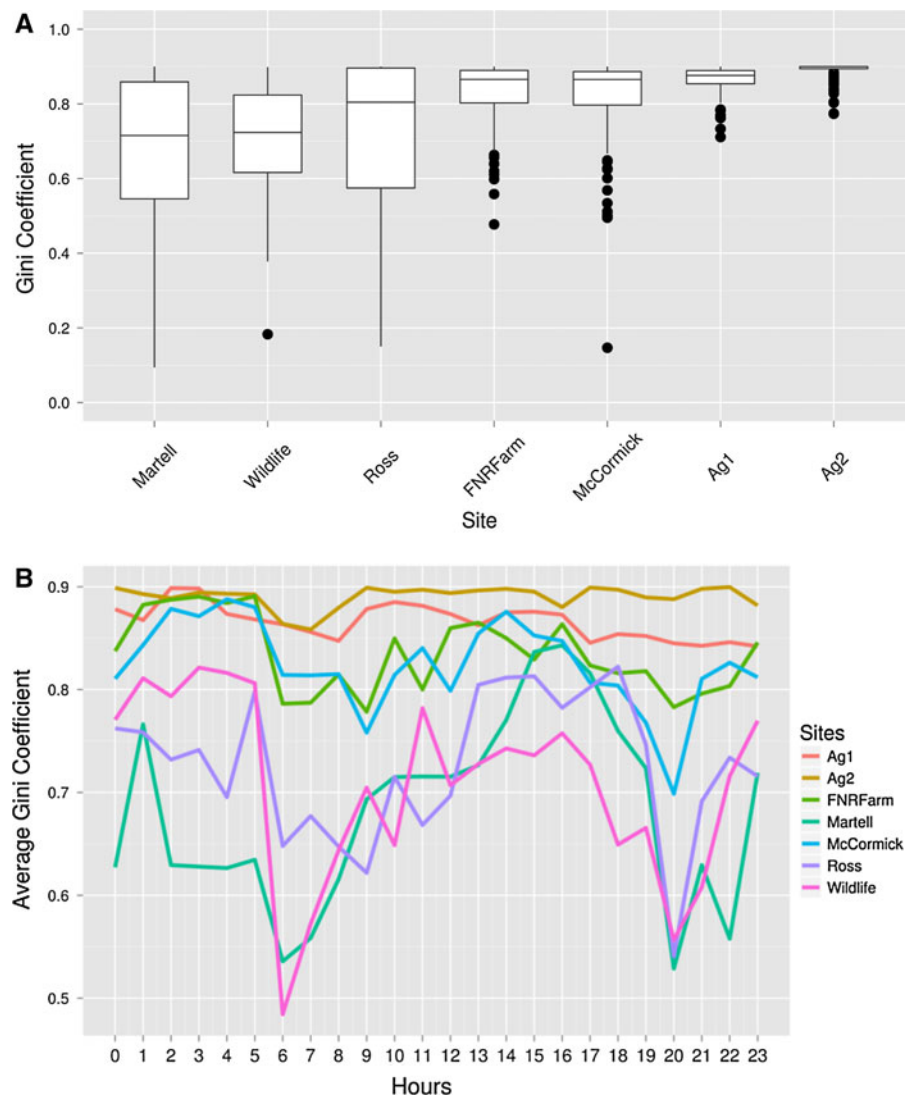 A
1.0
0.8
0.6
0.4
0.2
0.0
Gini Coefficient
Martell
Wildlife
Ross
FNRFarm
McCormick
Ag1
Ag2
Site
B
0.9
0.8
0.7
0.6
0.5
Average Gini Coefficient
0 1 2 3 4 5 6 7 8 9 10 11 12 13 14 15 16 17 18 19 20 21 22 23
Hours
Sites
Ag1
Ag2
FNRFarm
Martell
McCormick
Ross
Wildlife